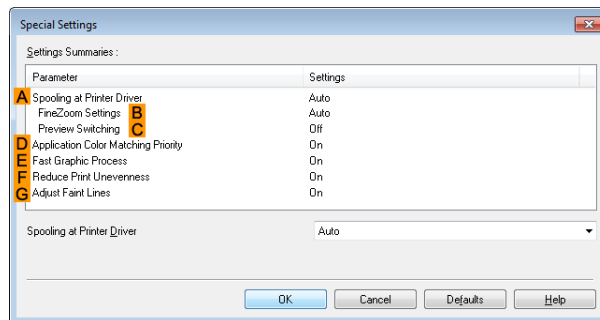 Special Settings
Settings Summaries :
Parameter Settings
A Spooling at Printer Driver Auto
FineZoom Settings B Auto
Preview Switching C Off
D Application Color Matching Priority On
E Fast Graphic Process On
F Reduce Print Unevenness On
G Adjust Faint Lines On
Spooling at Printer Driver Auto
OK Cancel Defaults Help